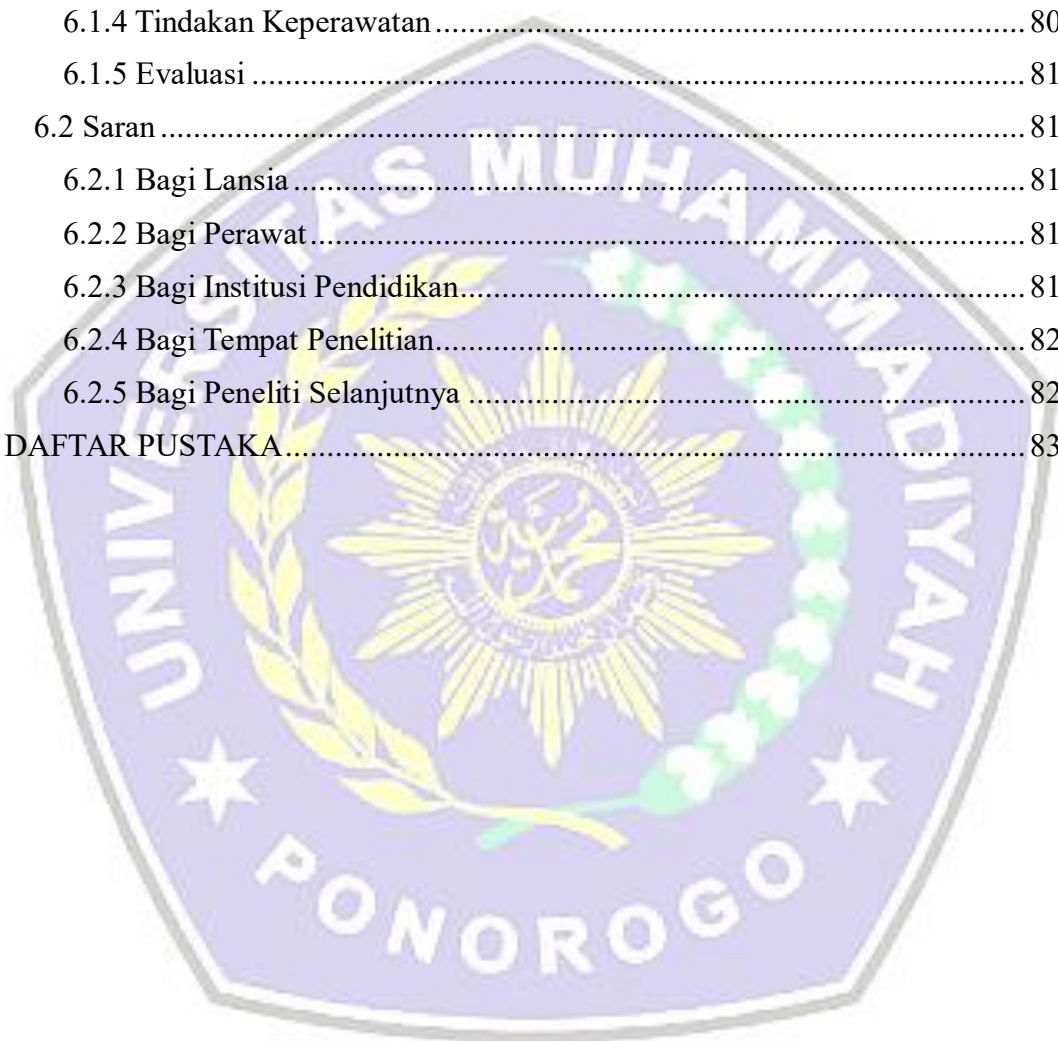 6.1.4 Tindakan Keperawatan ........................................................................ 80
6.1.5 Evaluasi ........................................................................ 81
6.2 Saran ........................................................................ 81
6.2.1 Bagi Lansia ........................................................................ 81
6.2.2 Bagi Perawat ........................................................................ 81
6.2.3 Bagi Institusi Pendidikan ........................................................................ 81
6.2.4 Bagi Tempat Penelitian ........................................................................ 82
6.2.5 Bagi Peneliti Selanjutnya ........................................................................ 82
DAFTAR PUSTAKA ........................................................................ 83
UNIVERSITAS MUHAMMADIYAH
PONOROGO